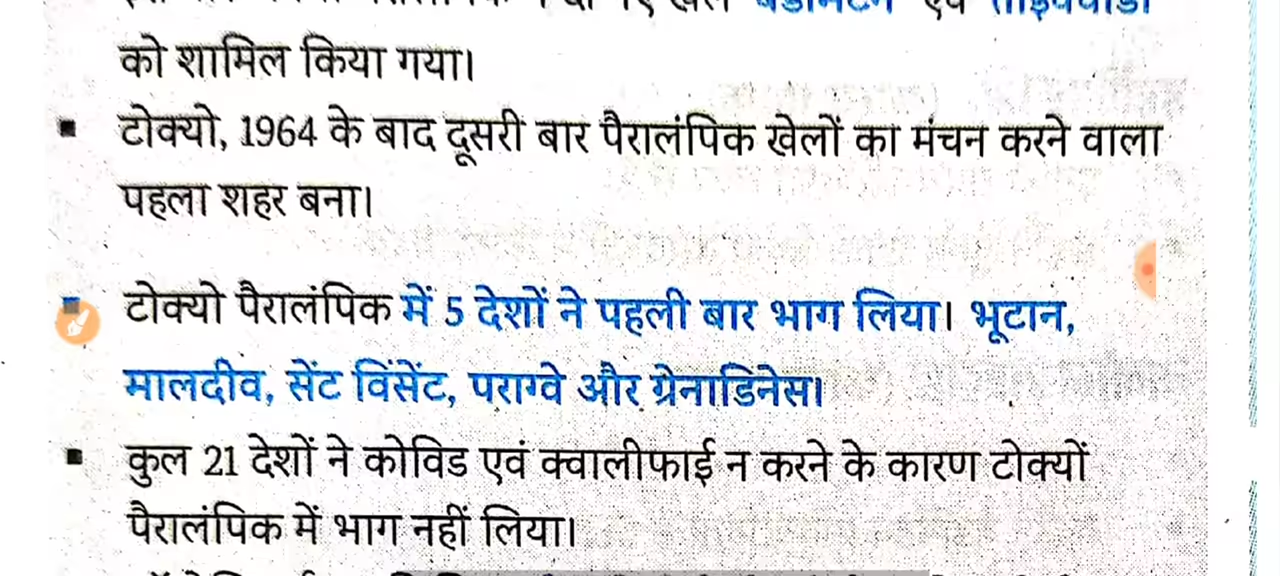 को शामिल किया गया।
▪ टोक्यो, 1964 के बाद दूसरी बार पैरालंपिक खेलों का मंचन करने वाला
पहला शहर बना।
▪ टोक्यो पैरालंपिक में 5 देशों ने पहली बार भाग लिया। भूटान,
मालदीव, सेंट विंसेंट, पराग्वे और ग्रेनाडिनेस।
▪ कुल 21 देशों ने कोविड एवं क्वालीफाई न करने के कारण टोक्यों
पैरालंपिक में भाग नहीं लिया।